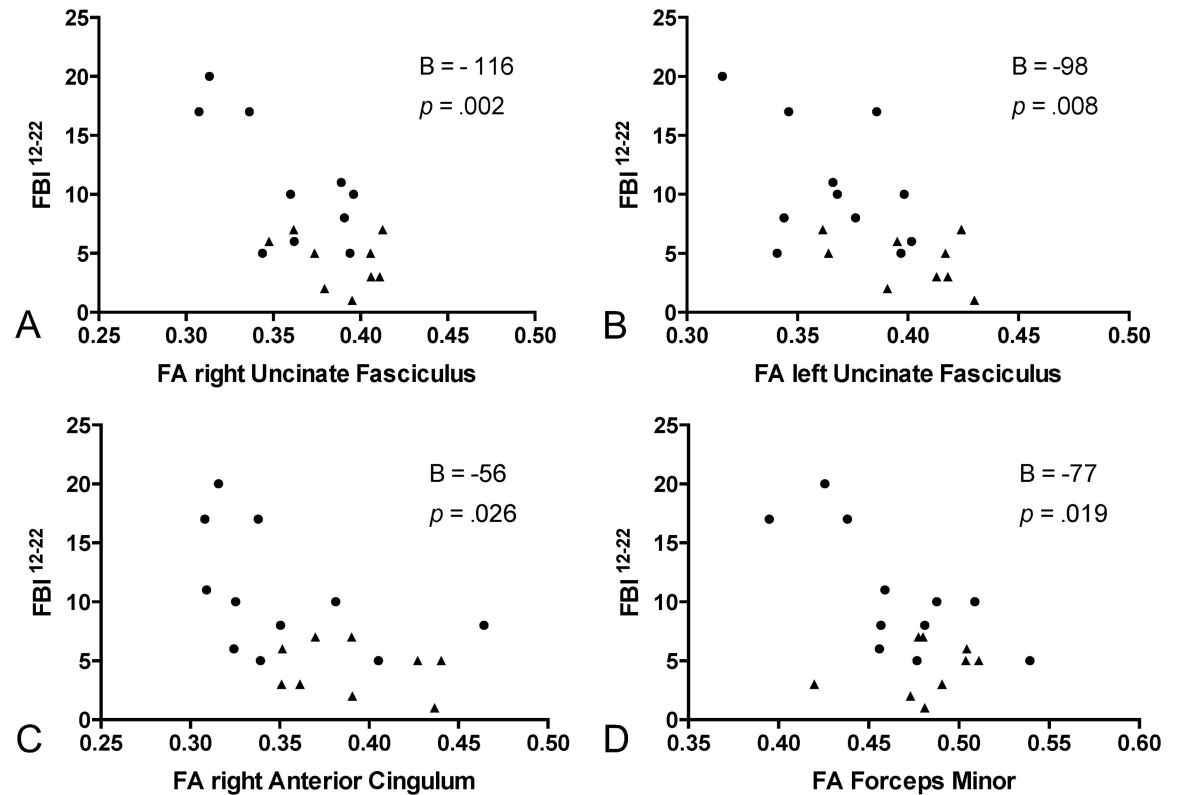 25
20
15
10
5
0
FBI 12-22
B = - 116
p = .002
A
0.25 0.30 0.35 0.40 0.45 0.50
FA right Uncinate Fasciculus
25
20
15
10
5
0
FBI 12-22
B = -98
p = .008
B
0.30 0.35 0.40 0.45 0.50
FA left Uncinate Fasciculus
25
20
15
10
5
0
FBI 12-22
B = -56
p = .026
C
0.25 0.30 0.35 0.40 0.45 0.50
FA right Anterior Cingulum
25
20
15
10
5
0
FBI 12-22
B = -77
p = .019
D
0.35 0.40 0.45 0.50 0.55 0.60
FA Forceps Minor